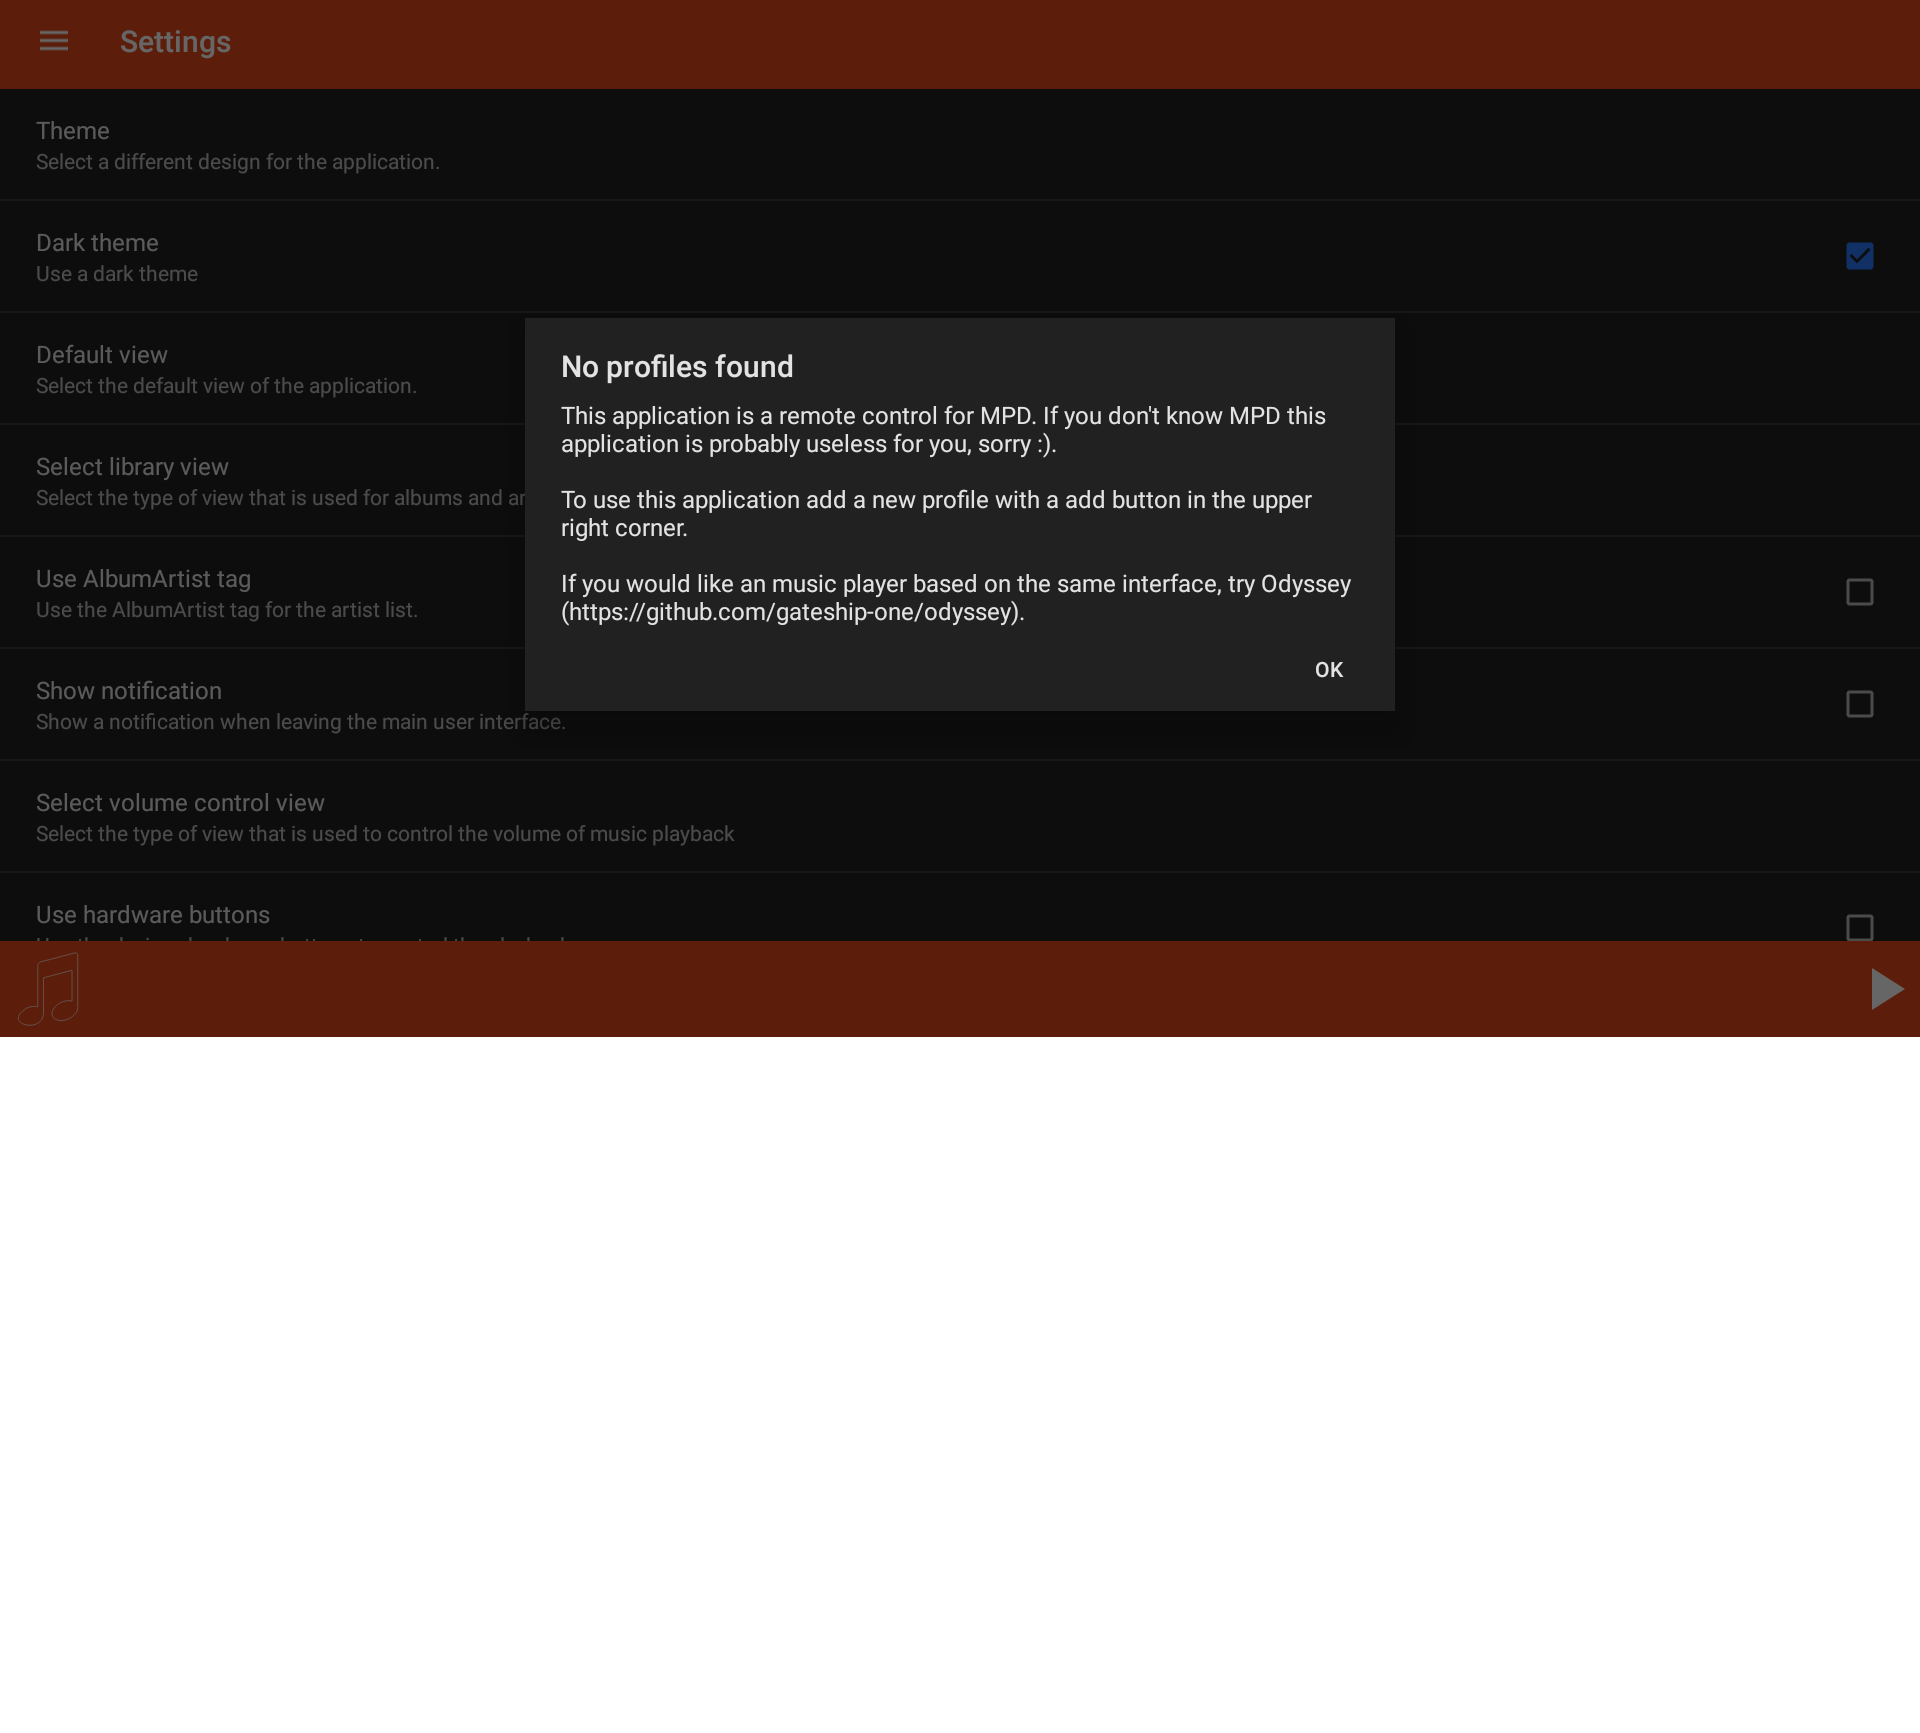 Settings
Theme
Select a different design for the application.
Dark theme
Use a dark theme
Default view
Select the default view of the application.
Select library view
Select the type of view that is used for albums and ar
Use AlbumArtist tag
Use the AlbumArtist tag for the artist list.
Show notification
Show a notification when leaving the main user interface.
Select volume control view
Select the type of view that is used to control the volume of music playback
Use hardware buttons
No profiles found
This application is a remote control for MPD. If you don't know MPD this
application is probably useless for you, sorry :).
To use this application add a new profile with a add button in the upper
right corner.
If you would like an music player based on the same interface, try Odyssey
(https://github.com/gateship-one/odyssey).
OK